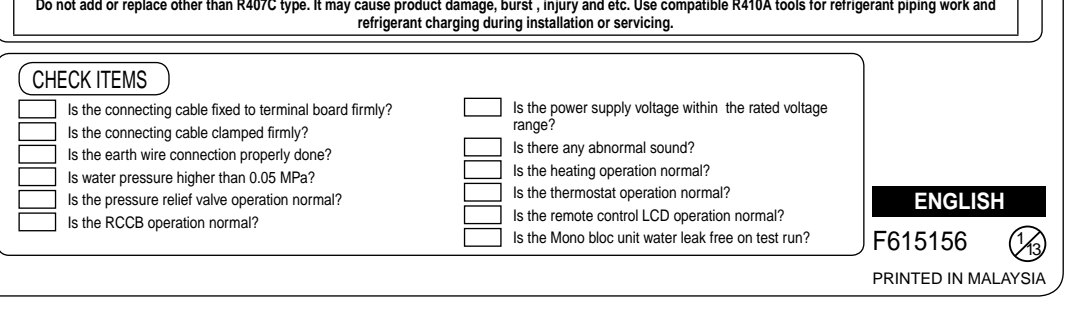 Do not add or replace other than R407C type. It may cause product damage, burst , injury and etc. Use compatible R410A tools for refrigerant piping work and
refrigerant charging during installation or servicing.
CHECK ITEMS
Is the connecting cable fixed to terminal board firmly?
Is the connecting cable clamped firmly?
Is the earth wire connection properly done?
Is water pressure higher than 0.05 MPa?
Is the pressure relief valve operation normal?
Is the RCCB operation normal?
Is the power supply voltage within the rated voltage
range?
Is there any abnormal sound?
Is the heating operation normal?
Is the thermostat operation normal?
Is the remote control LCD operation normal?
Is the Mono bloc unit water leak free on test run?
ENGLISH
F615156
1/13
PRINTED IN MALAYSIA